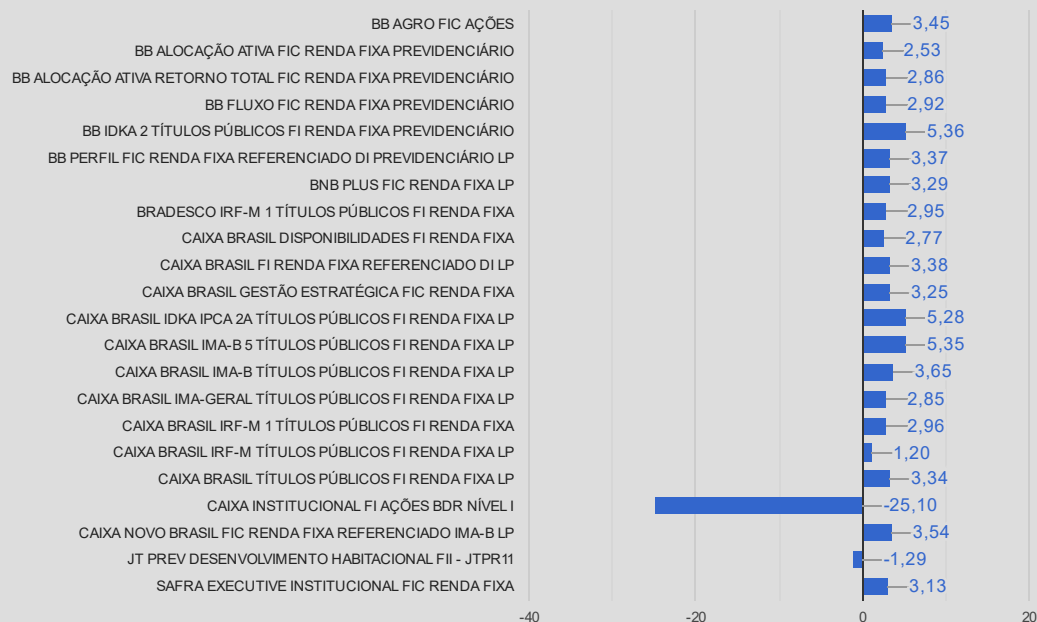 BB AGRO FIC AÇÕES 3,45
BB ALOCAÇÃO ATIVA FIC RENDA FIXA PREVIDENCIÁRIO 2,53
BB ALOCAÇÃO ATIVA RETORNO TOTAL FIC RENDA FIXA PREVIDENCIÁRIO 2,86
BB FLUXO FIC RENDA FIXA PREVIDENCIÁRIO 2,92
BB IDKA 2 TÍTULOS PÚBLICOS FI RENDA FIXA PREVIDENCIÁRIO 5,36
BB PERFIL FIC RENDA FIXA REFERENCIADO DI PREVIDENCIÁRIO LP 3,37
BNB PLUS FIC RENDA FIXA LP 3,29
BRADESCO IRF-M 1 TÍTULOS PÚBLICOS FI RENDA FIXA 2,95
CAIXA BRASIL DISPONIBILIDADES FI RENDA FIXA 2,77
CAIXA BRASIL FI RENDA FIXA REFERENCIADO DI LP 3,38
CAIXA BRASIL GESTÃO ESTRATÉGICA FIC RENDA FIXA 3,25
CAIXA BRASIL IDKA IPCA 2A TÍTULOS PÚBLICOS FI RENDA FIXA LP 5,28
CAIXA BRASIL IMA-B 5 TÍTULOS PÚBLICOS FI RENDA FIXA LP 5,35
CAIXA BRASIL IMA-B TÍTULOS PÚBLICOS FI RENDA FIXA LP 3,65
CAIXA BRASIL IMA-GERAL TÍTULOS PÚBLICOS FI RENDA FIXA LP 2,85
CAIXA BRASIL IRF-M 1 TÍTULOS PÚBLICOS FI RENDA FIXA 2,96
CAIXA BRASIL IRF-M TÍTULOS PÚBLICOS FI RENDA FIXA LP 1,20
CAIXA BRASIL TÍTULOS PÚBLICOS FI RENDA FIXA LP 3,34
CAIXA INSTITUCIONAL FI AÇÕES BDR NÍVEL I -25,10
CAIXA NOVO BRASIL FIC RENDA FIXA REFERENCIADO IMA-B LP 3,54
JT PREV DESENVOLVIMENTO HABITACIONAL FII - JTPR11 -1,29
SAFRA EXECUTIVE INSTITUCIONAL FIC RENDA FIXA 3,13
-40 -20 0 20